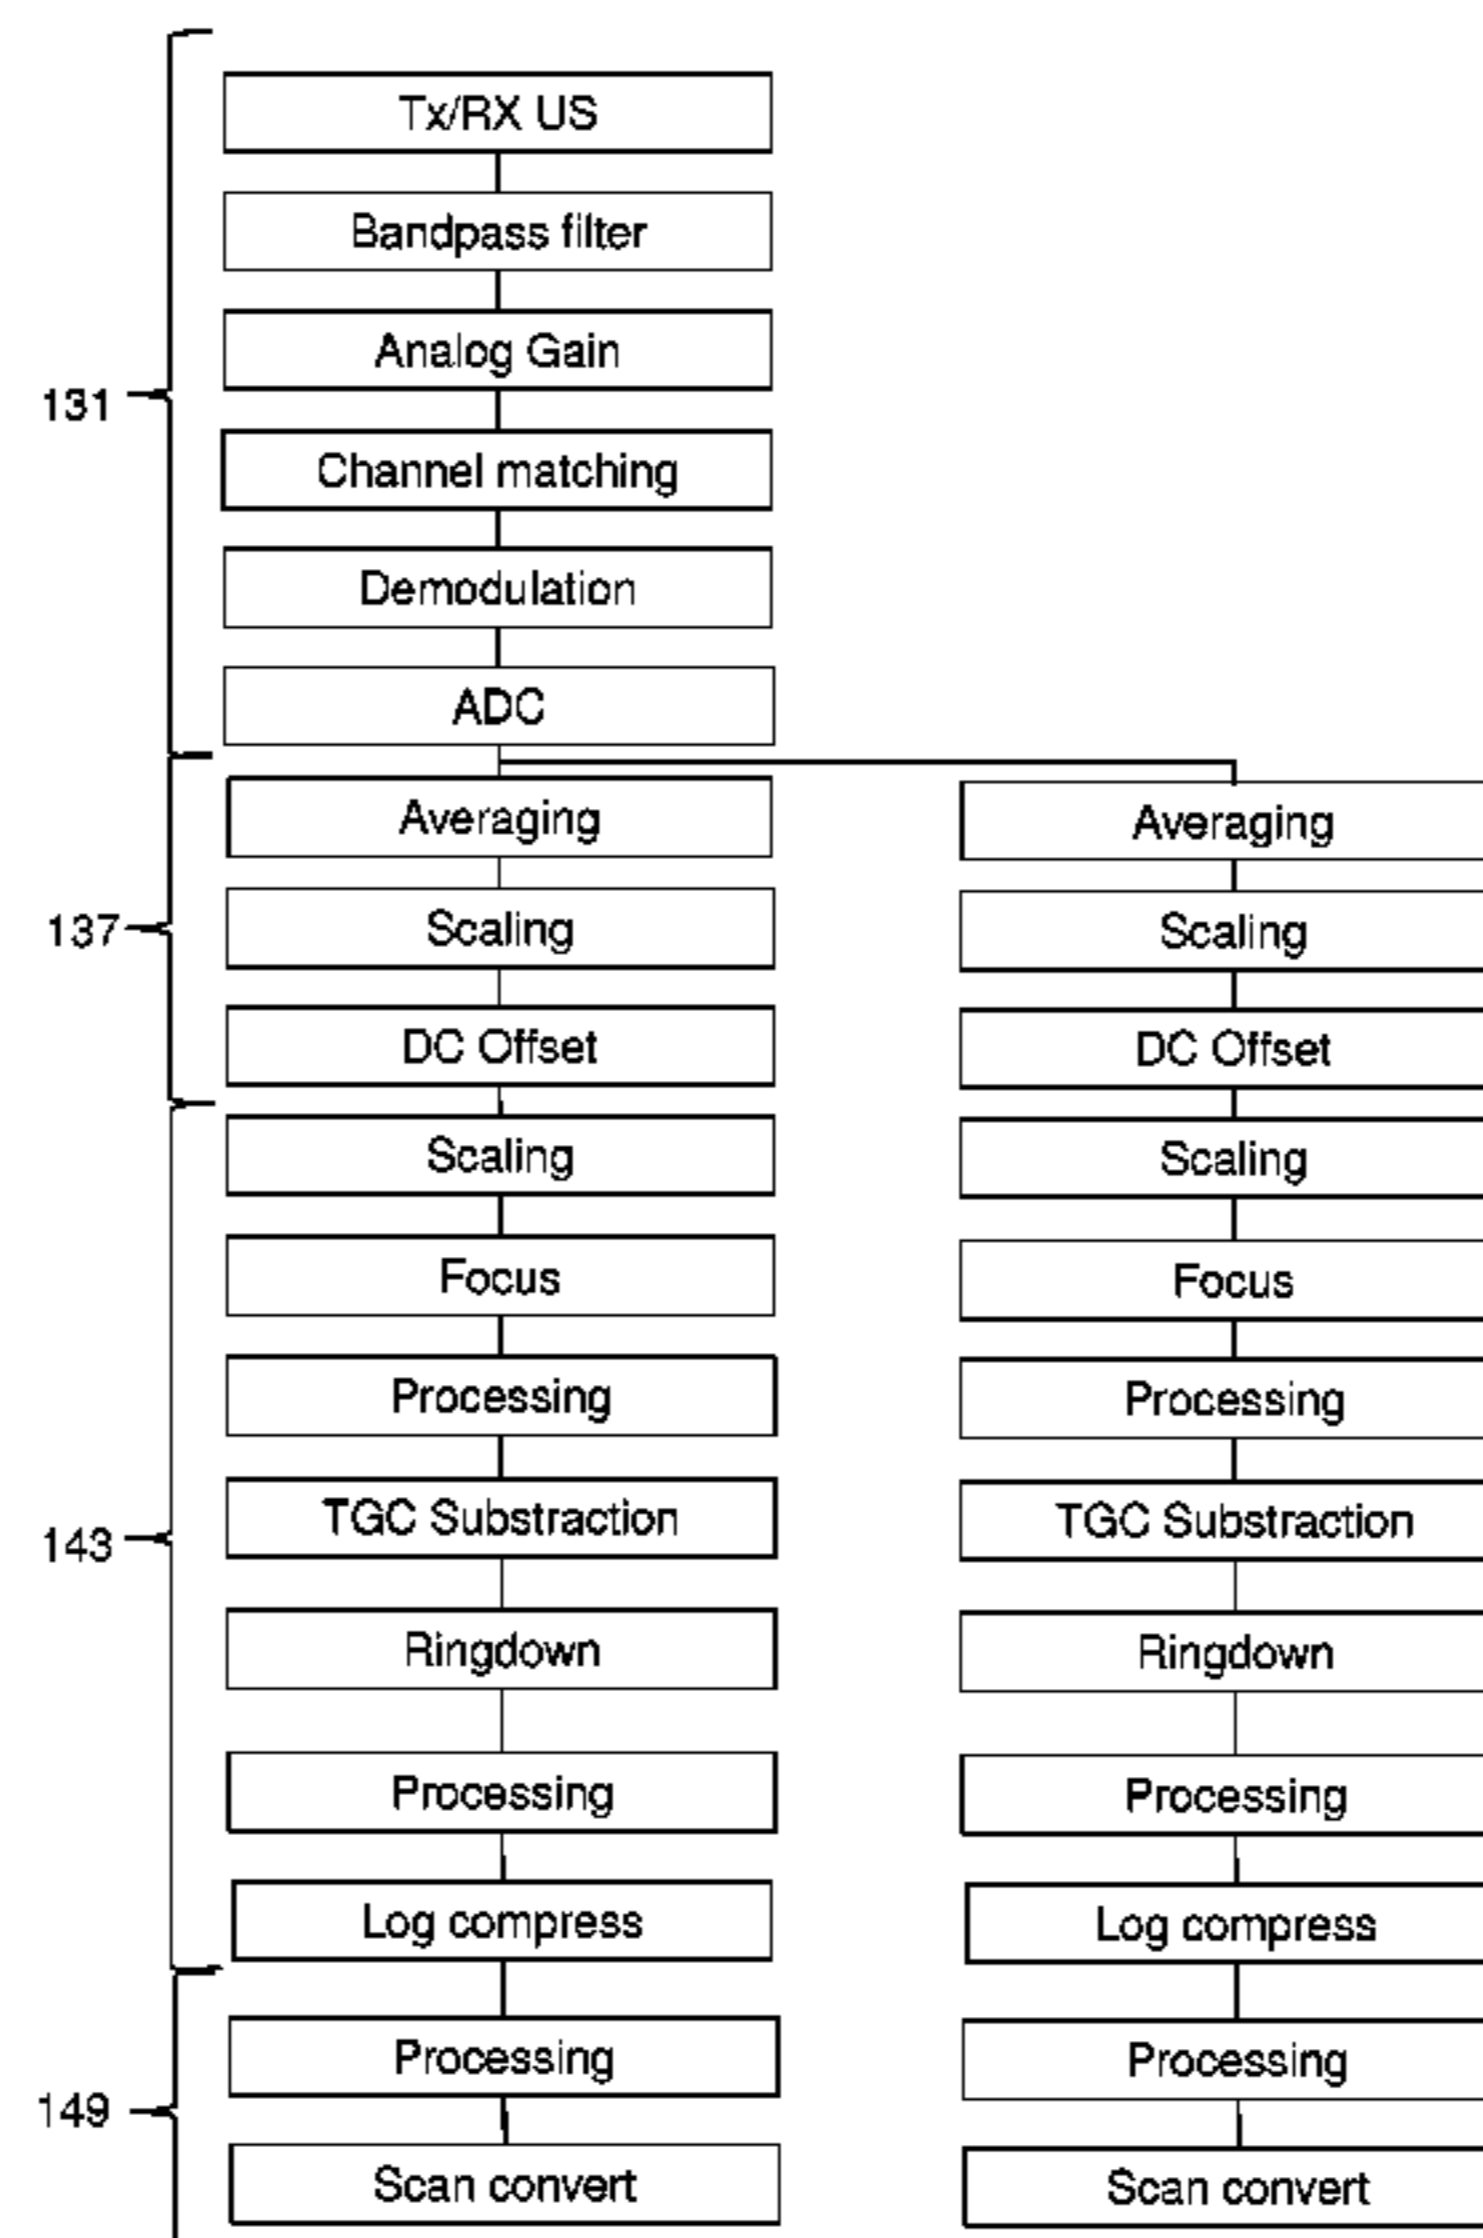 Tx/RX US
Bandpass filter
Analog Gain
131
Channel matching
Demodulation
ADC
Averaging
Averaging
137
Scaling
Scaling
DC Offset
DC Offset
Scaling
Scaling
Focus
Focus
Processing
Processing
143
TGC Substraction
TGC Substraction
Ringdown
Ringdown
Processing
Processing
Log compress
Log compress
Processing
Processing
149
Scan convert
Scan convert